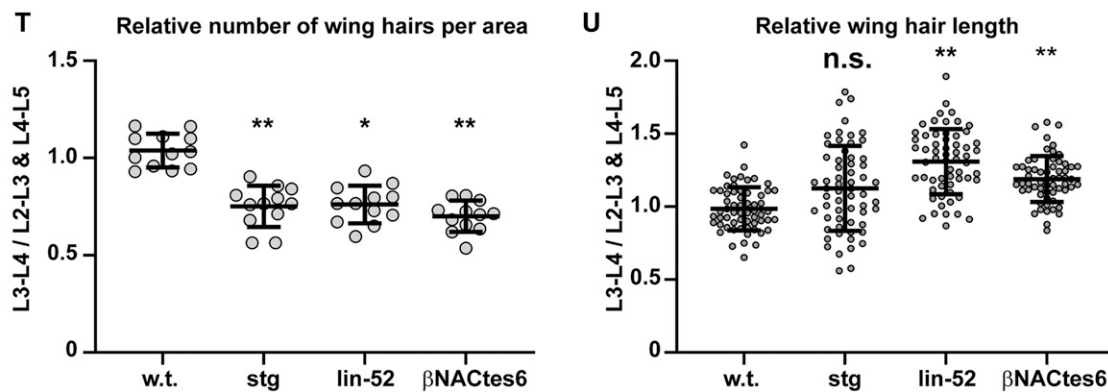 T Relative number of wing hairs per area
L3-L4 / L2-L3 & L4-L5
1.5
1.0
0.5
0
** * **
w.t. stg lin-52 βNACtes6
U Relative wing hair length
L3-L4 / L2-L3 & L4-L5
2.0
1.5
1.0
0.5
0
n.s. ** **
w.t. stg lin-52 βNACtes6